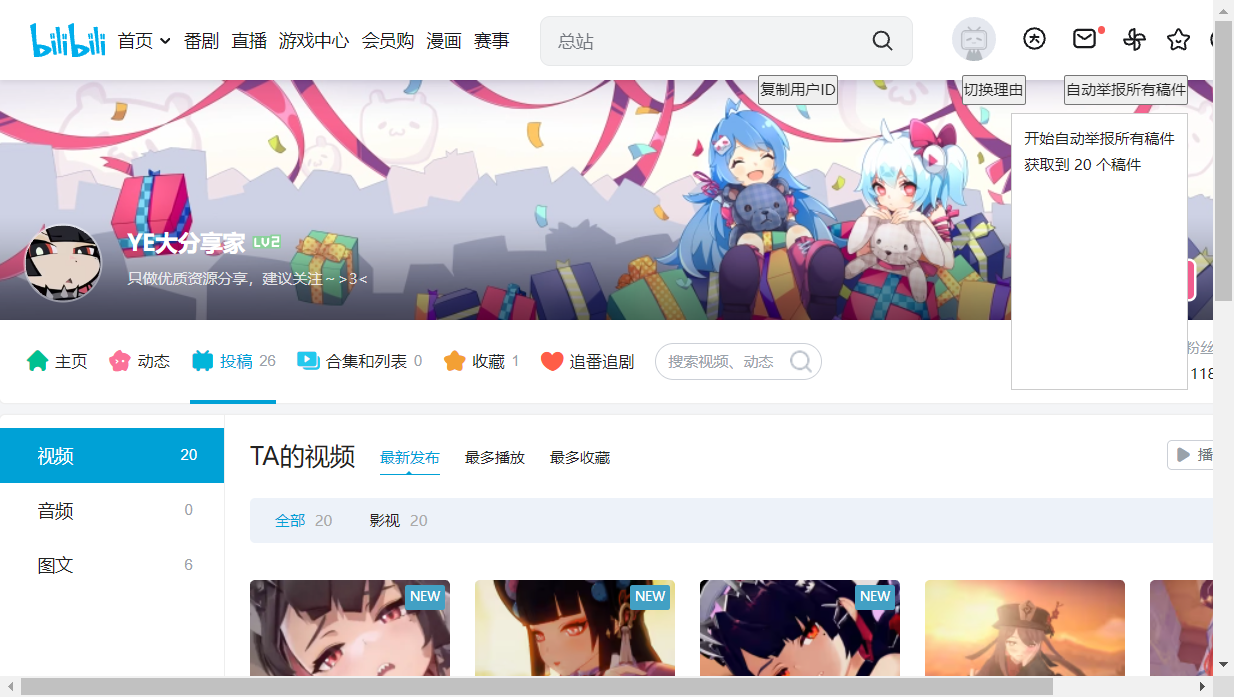 bilibili
首页 番剧 直播 游戏中心 会员购 漫画 赛事
总站
复制用户ID
切换理由
自动举报所有稿件
开始自动举报所有稿件
获取到 20 个稿件
YE大分享家 LV2
只做优质资源分享，建议关注～>3<
主页 动态 投稿 26 合集和列表 0 收藏 1 追番追剧
搜索视频、动态
粉丝
118
视频 20
音频 0
图文 6
TA的视频 最新发布 最多播放 最多收藏
播
全部 20 影视 20
NEW
NEW
NEW